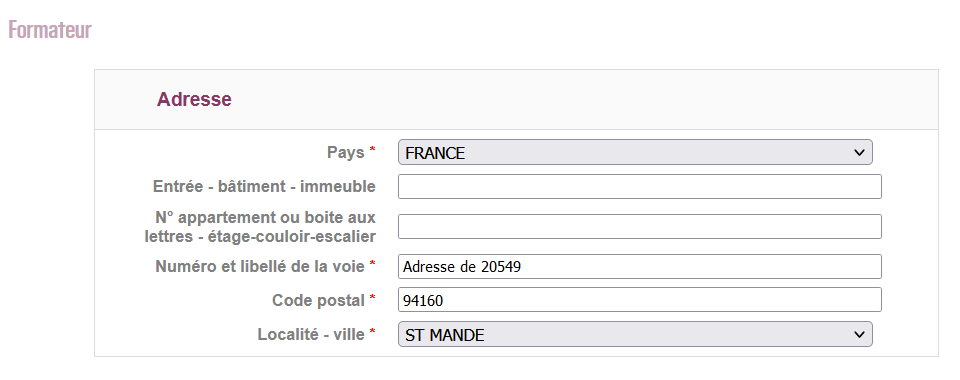 Formateur
Adresse
Pays *
FRANCE
Entrée - bâtiment - immeuble
N° appartement ou boite aux
lettres - étage-couloir-escalier
Numéro et libellé de la voie *
Adresse de 20549
Code postal *
94160
Localité - ville *
ST MANDE